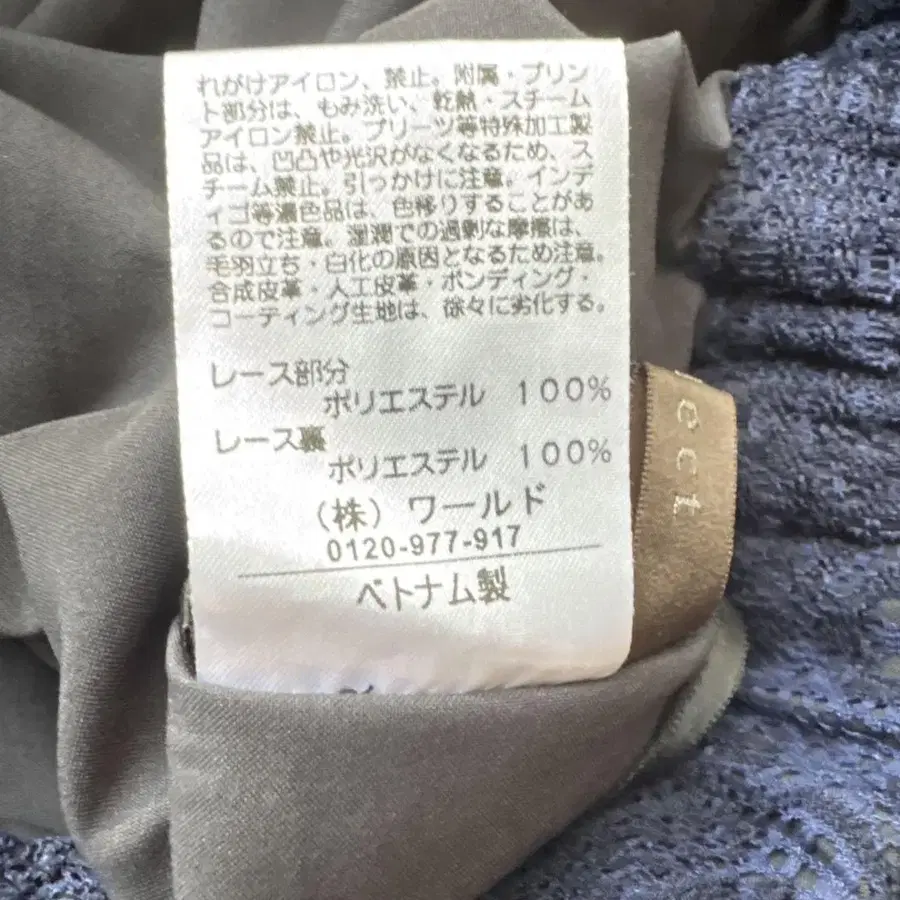 れがけアイロン、禁止。附属・プリン
ト部分は、もみ洗い、乾熱・スチーム
アイロン禁止。プリーツ等特殊加工製
品は、凹凸や光沢がなくなるため、ス
チーム禁止。引っかけに注意。インデ
ィゴ等濃色品は、色移りすることがあ
るので注意。湿潤での過剰な摩擦は、
毛羽立ち・白化の原因となるため注意。
合成皮革・人工皮革・ボンディング・
コーティング生地は、徐々に劣化する。
レース部分
ポリエステル 100%
レース裏
ポリエステル 100%
(株) ワールド
0120-977-917
ベトナム製
ect